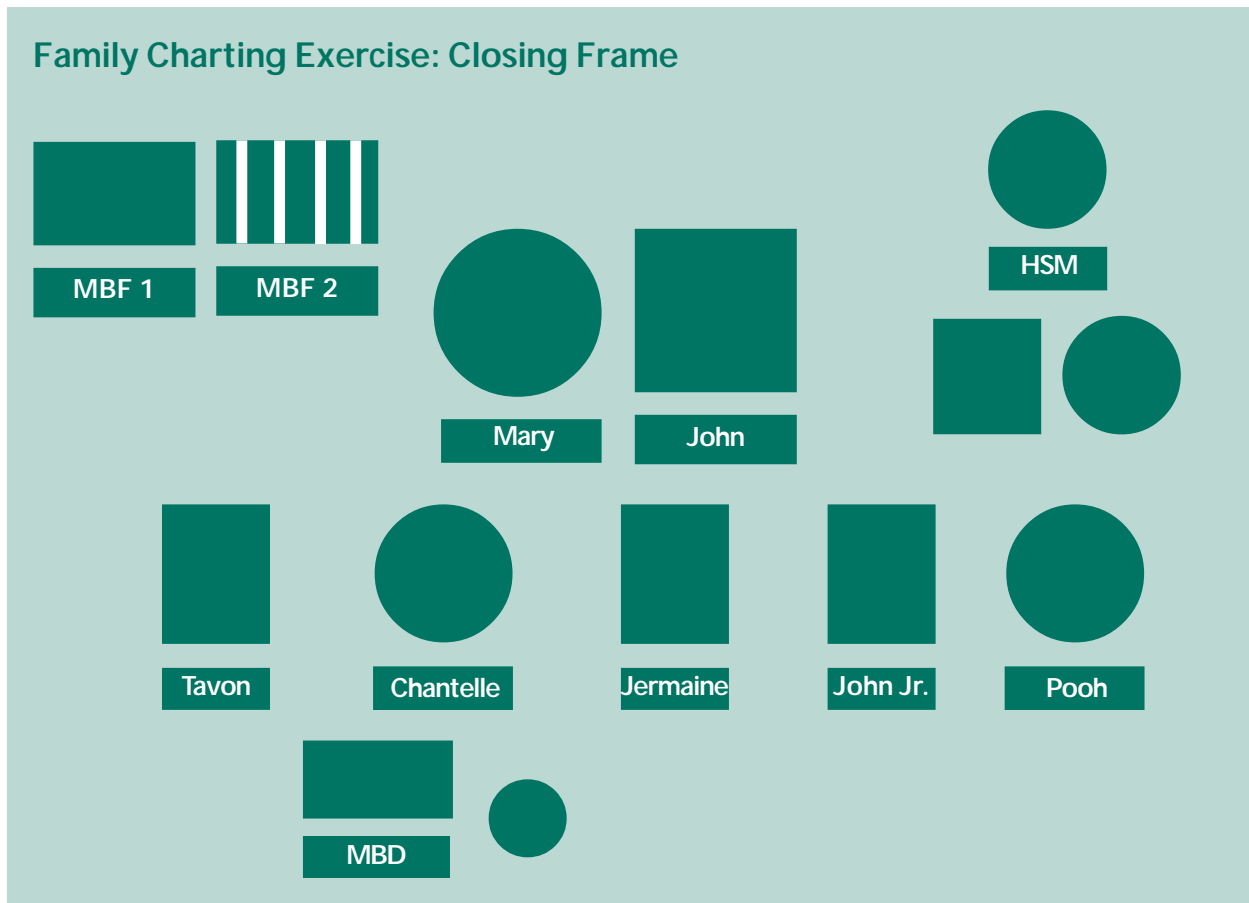 Family Charting Exercise: Closing Frame
MBF 1
MBF 2
HSM
Mary
John
Tavon
Chantelle
Jermaine
John Jr.
Pooh
MBD